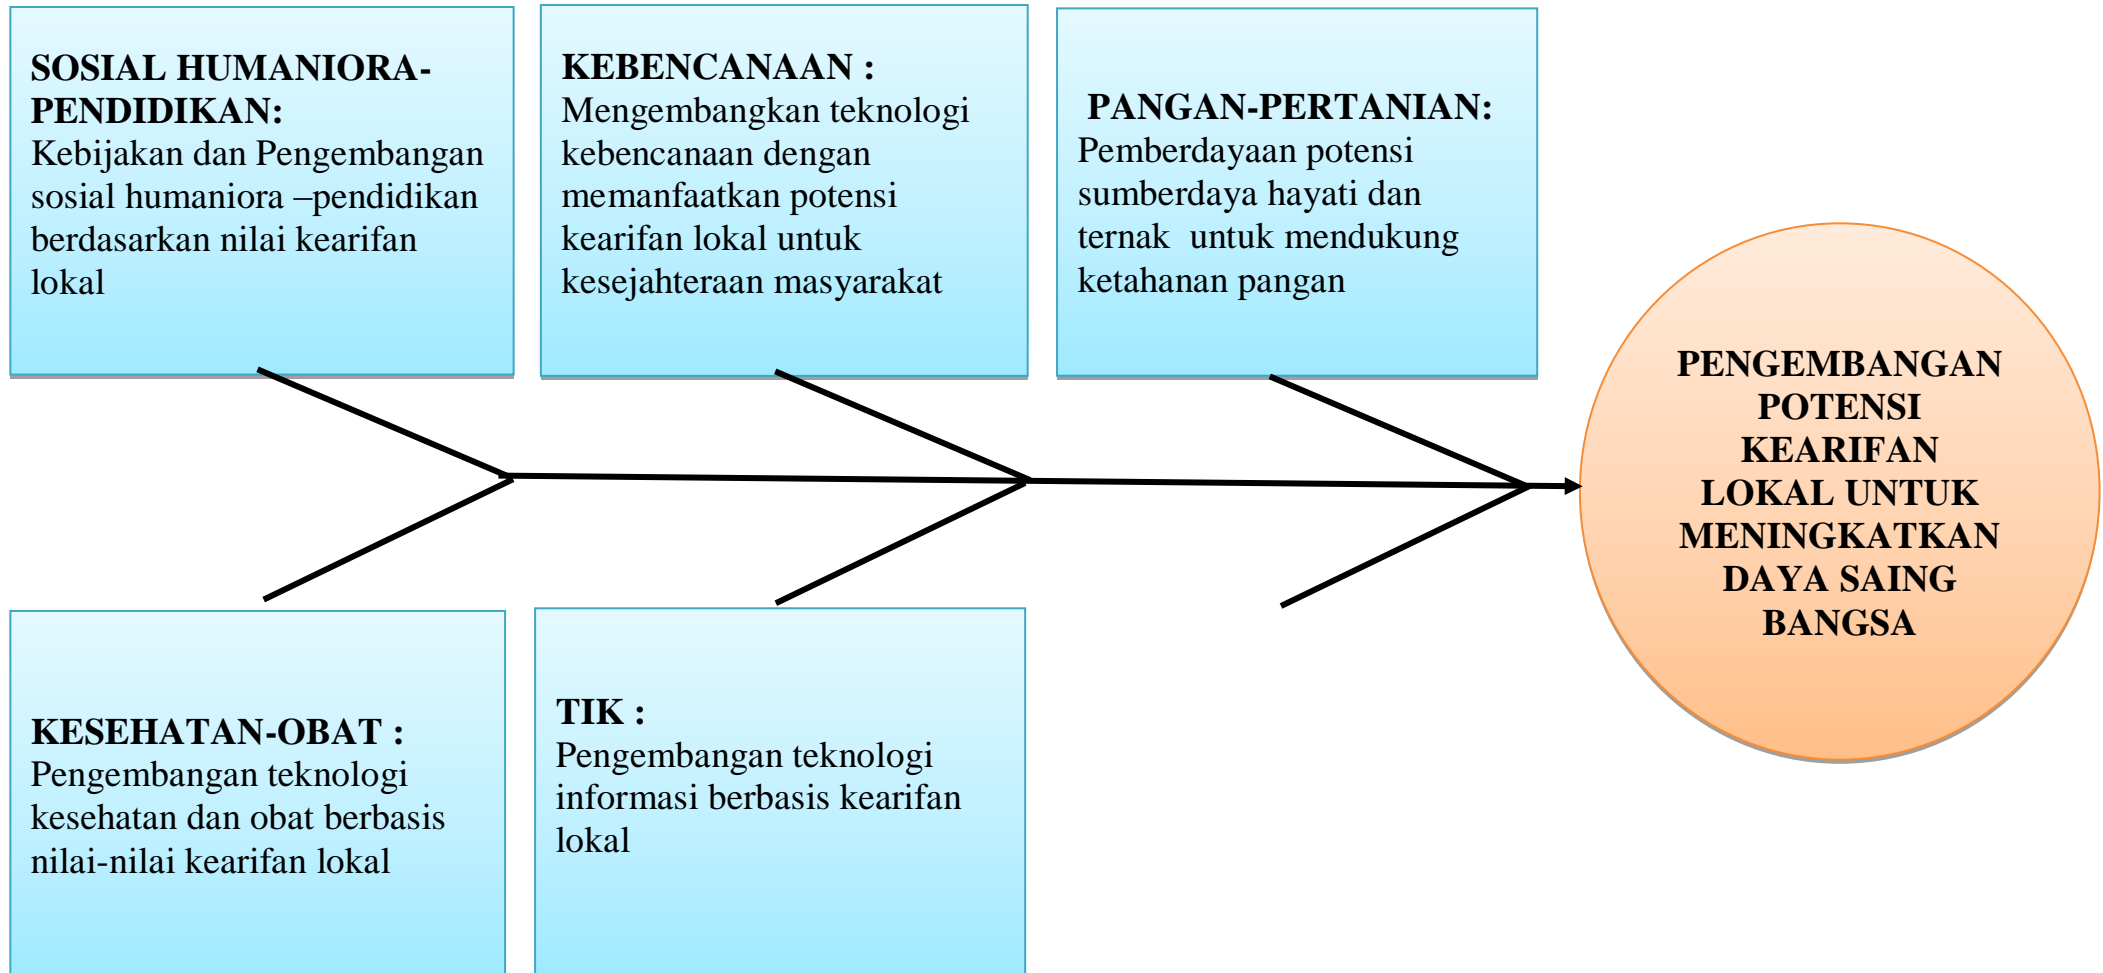 SOSIAL HUMANIORA-
PENDIDIKAN:
Kebijakan dan Pengembangan
sosial humaniora –pendidikan
berdasarkan nilai kearifan
lokal
KEBENCANAAN :
Mengembangkan teknologi
kebencanaan dengan
memanfaatkan potensi
kearifan lokal untuk
kesejahteraan masyarakat
PANGAN-PERTANIAN:
Pemberdayaan potensi
sumberdaya hayati dan
ternak  untuk mendukung
ketahanan pangan
PENGEMBANGAN
POTENSI
KEARIFAN
LOKAL UNTUK
MENINGKATKAN
DAYA SAING
BANGSA
KESEHATAN-OBAT :
Pengembangan teknologi
kesehatan dan obat berbasis
nilai-nilai kearifan lokal
TIK :
Pengembangan teknologi
informasi berbasis kearifan
lokal